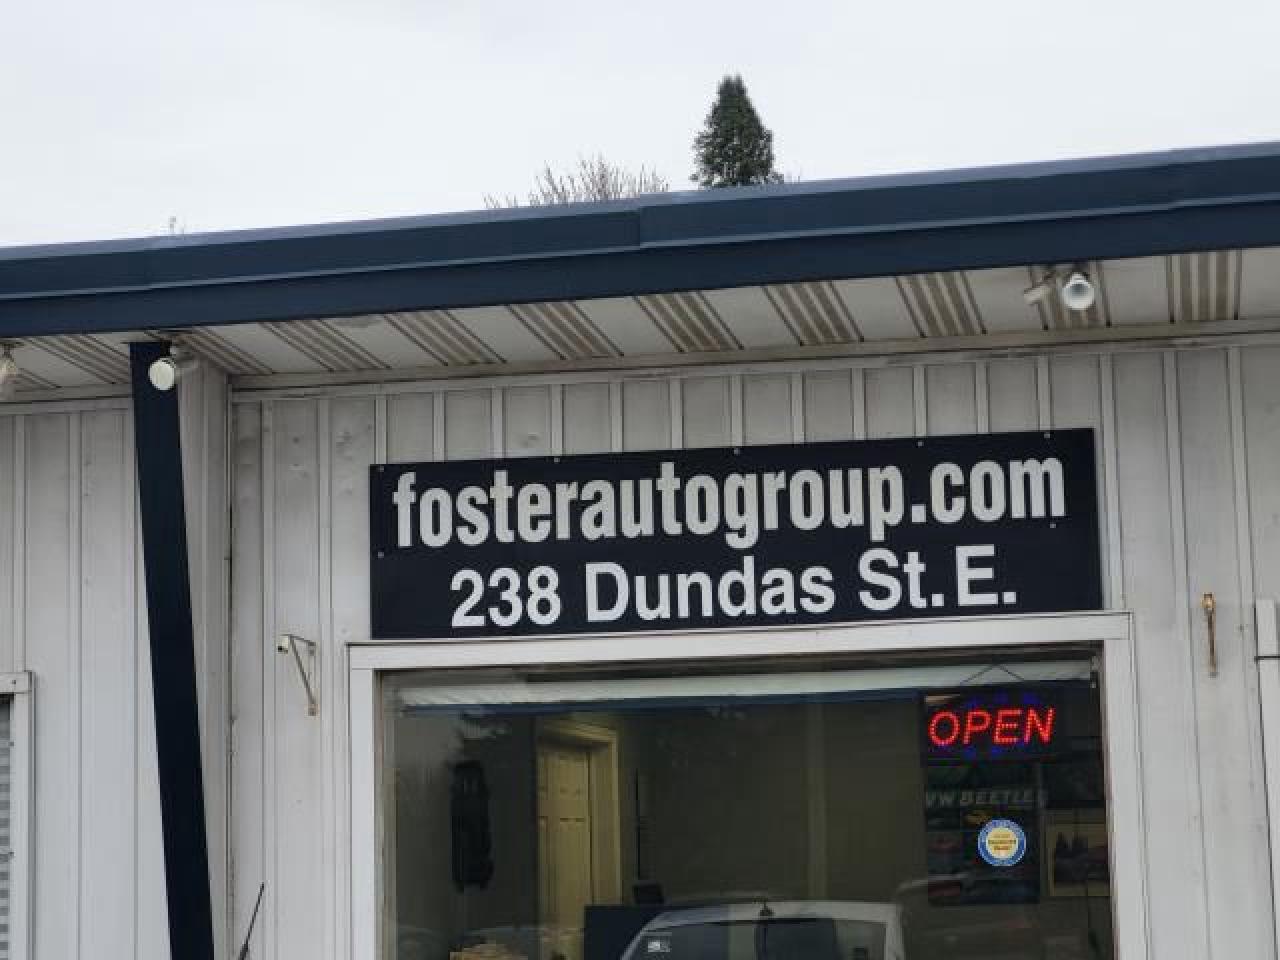 fosterautogroup.com
238 Dundas St. E.
OPEN
VW BEETLE